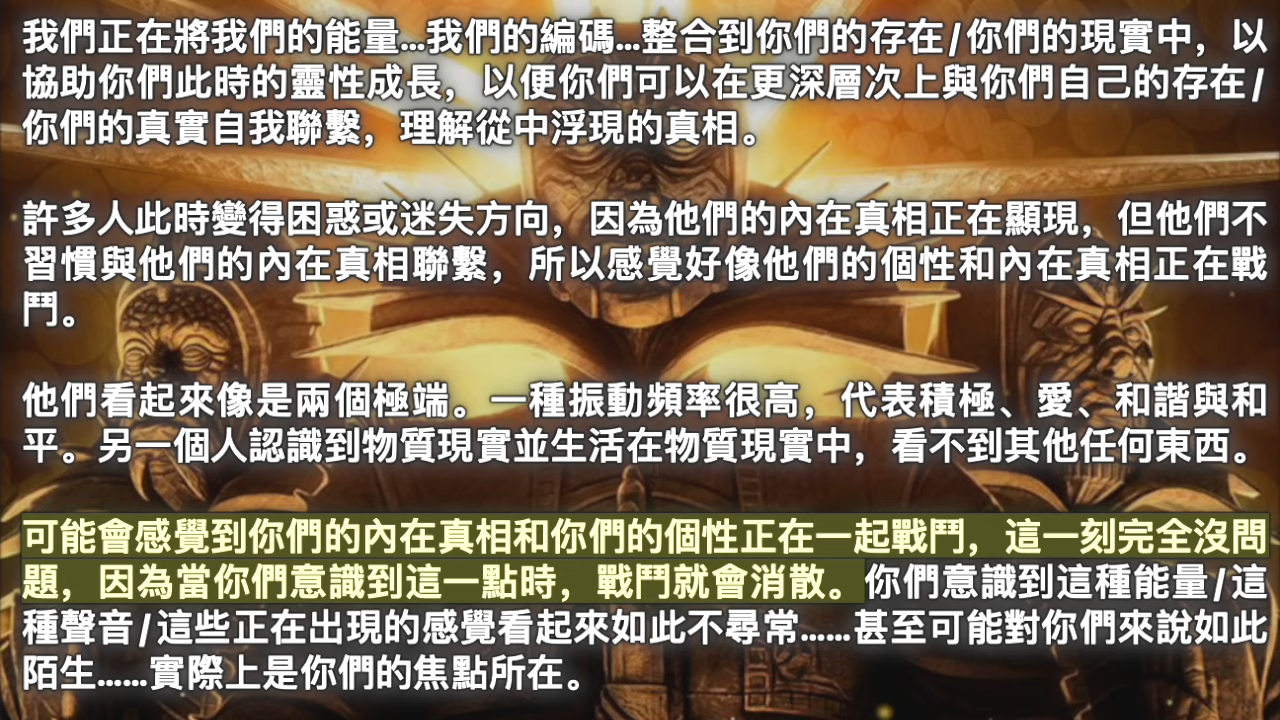 我們正在將我們的能量...我們的編碼...整合到你們的存在/你們的現實中，以
協助你們此時的靈性成長，以便你們可以在更深層次上與你們自己的存在/
你們的真實自我聯繫，理解從中浮現的真相。
許多人此時變得困惑或迷失方向，因為他們的內在真相正在顯現，但他們不
習慣與他們的內在真相聯繫，所以感覺好像他們的個性和內在真相正在戰
鬥。
他們看起來像是兩個極端。一種振動頻率很高，代表積極、愛、和諧與和
平。另一個人認識到物質現實並生活在物質現實中，看不到其他任何東西。
可能會感覺到你們的內在真相和你們的個性正在一起戰鬥，這一刻完全沒問
題，因為當你們意識到這一點時，戰鬥就會消散。你們意識到這種能量/這
種聲音/這些正在出現的感覺看起來如此不尋常......甚至可能對你們來說如此
陌生......實際上是你們的焦點所在。